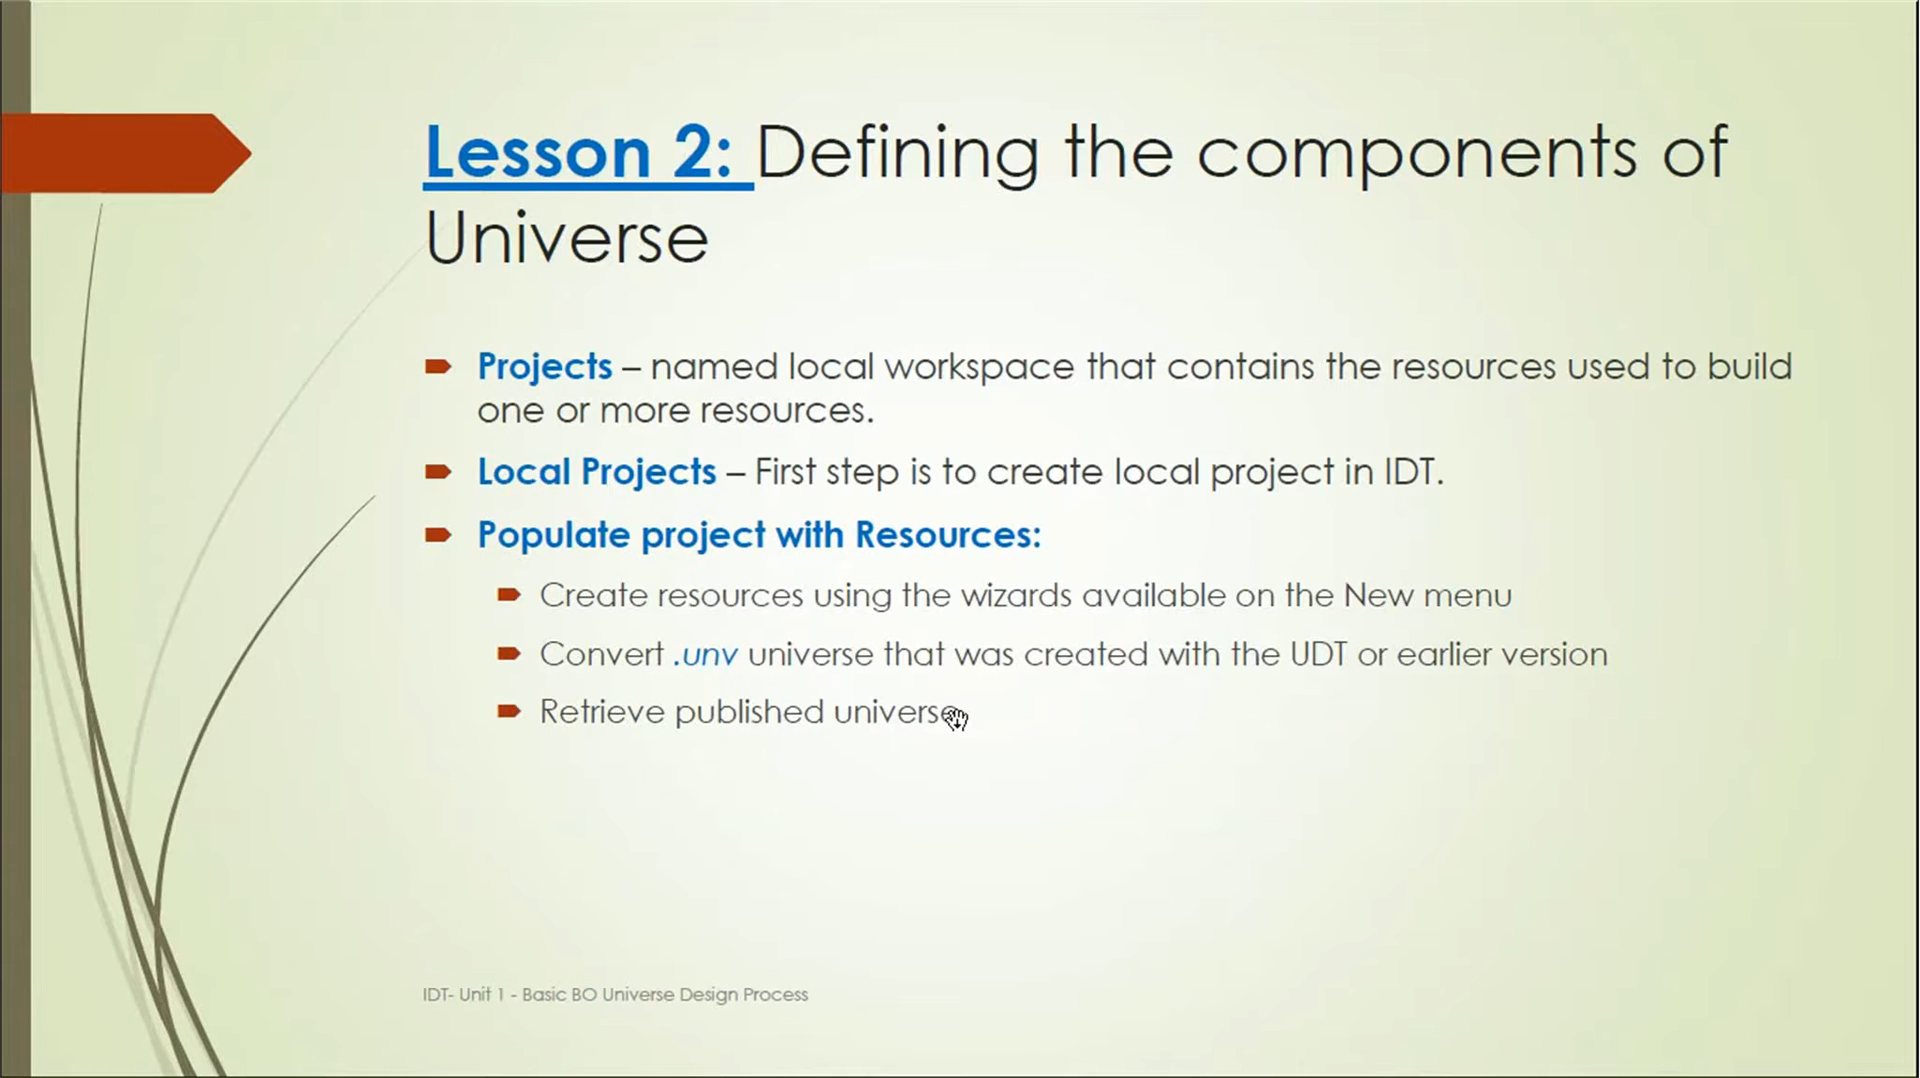 Lesson 2: Defining the components of
Universe
Projects – named local workspace that contains the resources used to build
one or more resources.
Local Projects – First step is to create local project in IDT.
Populate project with Resources:
Create resources using the wizards available on the New menu
Convert .unv universe that was created with the UDT or earlier version
Retrieve published universe
IDT- Unit 1 - Basic BO Universe Design Process